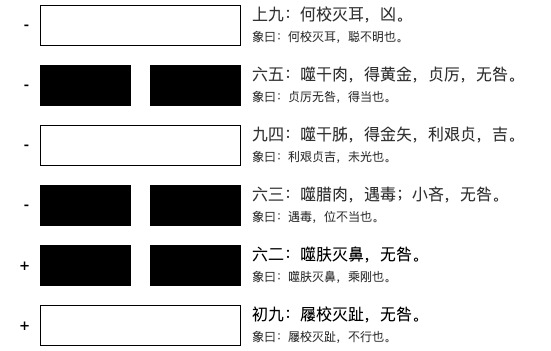 - 上九：何校灭耳，凶。
象曰：何校灭耳，聪不明也。
- 六五：噬干肉，得黄金，贞厉，无咎。
象曰：贞厉无咎，得当也。
- 九四：噬干胏，得金矢，利艰贞，吉。
象曰：利艰贞吉，未光也。
- 六三：噬腊肉，遇毒；小吝，无咎。
象曰：遇毒，位不当也。
+ 六二：噬肤灭鼻，无咎。
象曰：噬肤灭鼻，乘刚也。
+ 初九：屦校灭趾，无咎。
象曰：屦校灭趾，不行也。